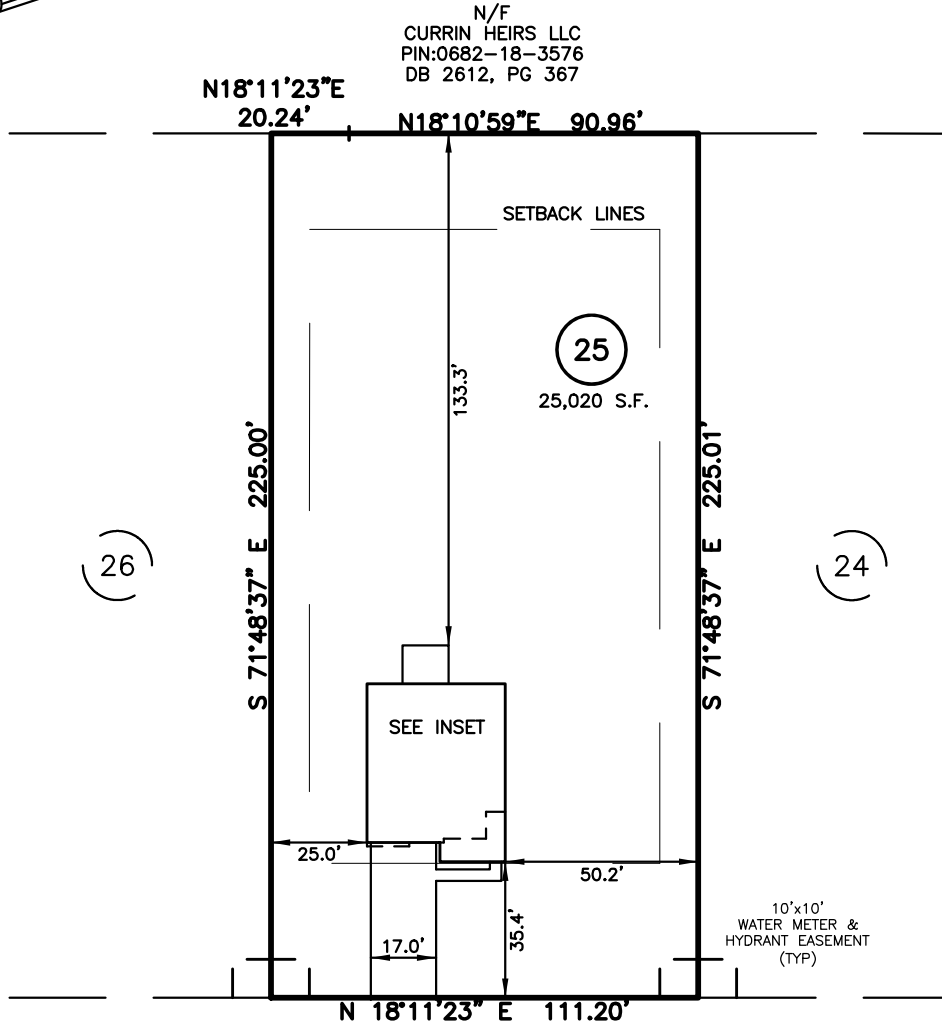 N/F
CURRIN HEIRS LLC
PIN:0682-18-3576
DB 2612, PG 367
N18°11'23"E
20.24'
N18°10'59"E 90.96'
SETBACK LINES
25
25,020 S.F.
133.3'
S 71°48'37" E 225.00'
S 71°48'37" E 225.01'
26
24
SEE INSET
25.0'
50.2'
35.4'
17.0'
10'x10'
WATER METER &
HYDRANT EASEMENT
(TYP)
N 18°11'23" E 111.20'